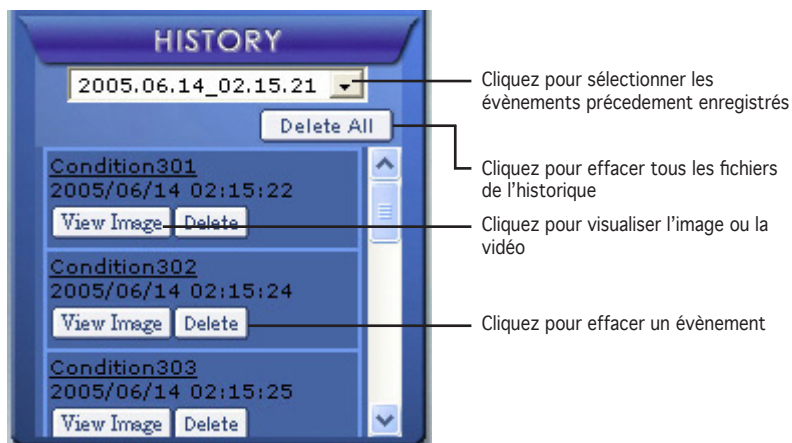 HISTORY
2005.06.14_02.15.21
Delete All
Condition301
2005/06/14 02:15:22
View Image Delete
Condition302
2005/06/14 02:15:24
View Image Delete
Condition303
2005/06/14 02:15:25
View Image Delete
Cliquez pour sélectionner les
évènements précedement enregistrés
Cliquez pour effacer tous les fichiers
de l'historique
Cliquez pour visualiser l'image ou la
vidéo
Cliquez pour effacer un évènement